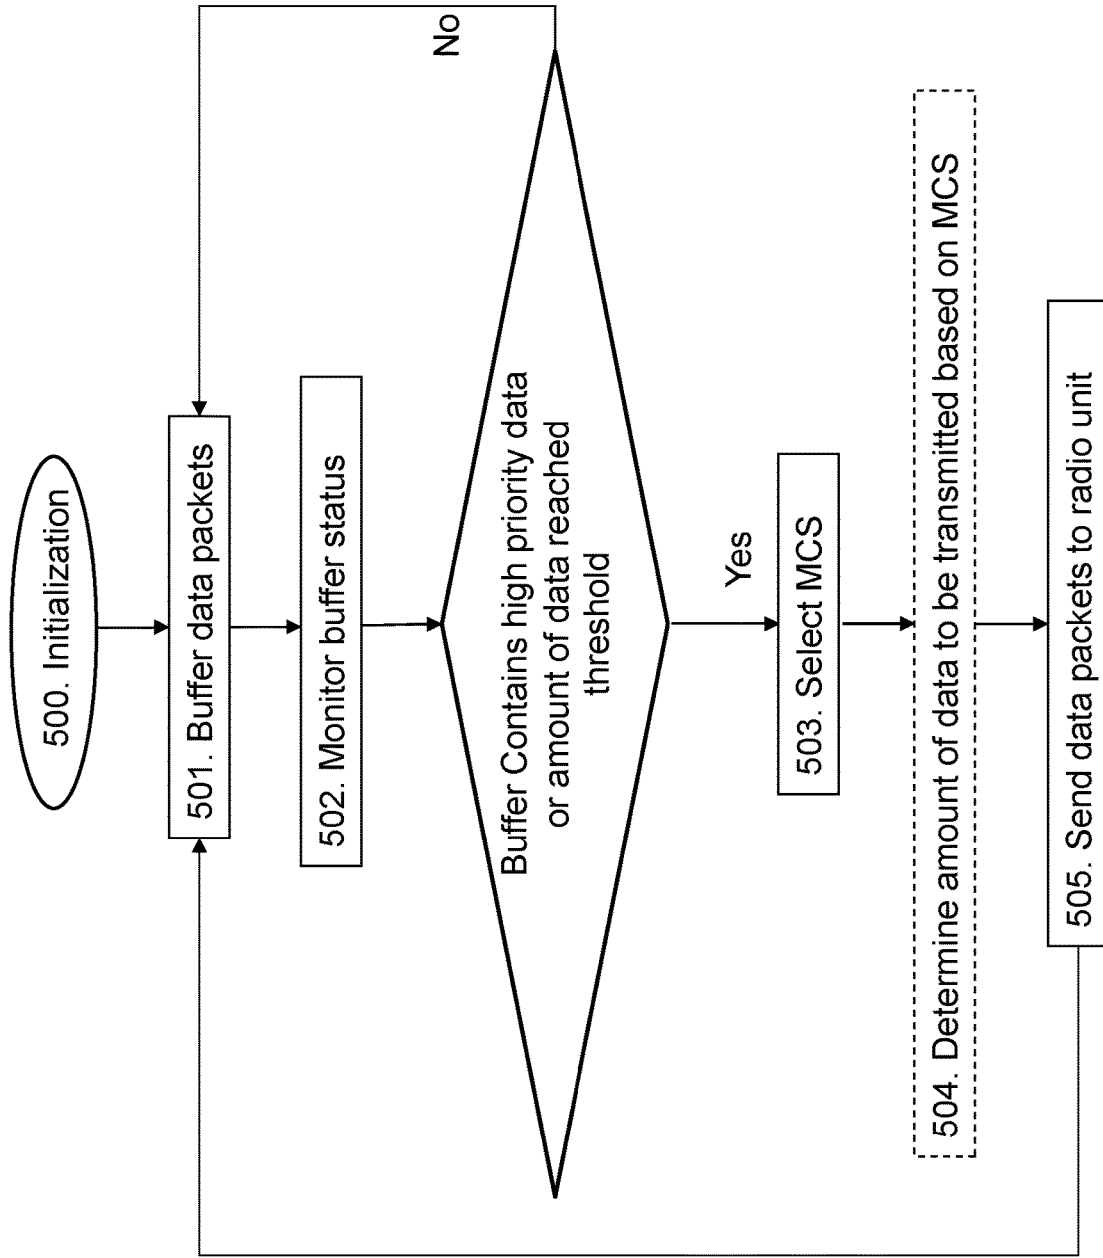 500. Initialization
501. Buffer data packets
502. Monitor buffer status
Buffer Contains high priority data
or amount of data reached
threshold
No
Yes
503. Select MCS
504. Determine amount of data to be transmitted based on MCS
505. Send data packets to radio unit